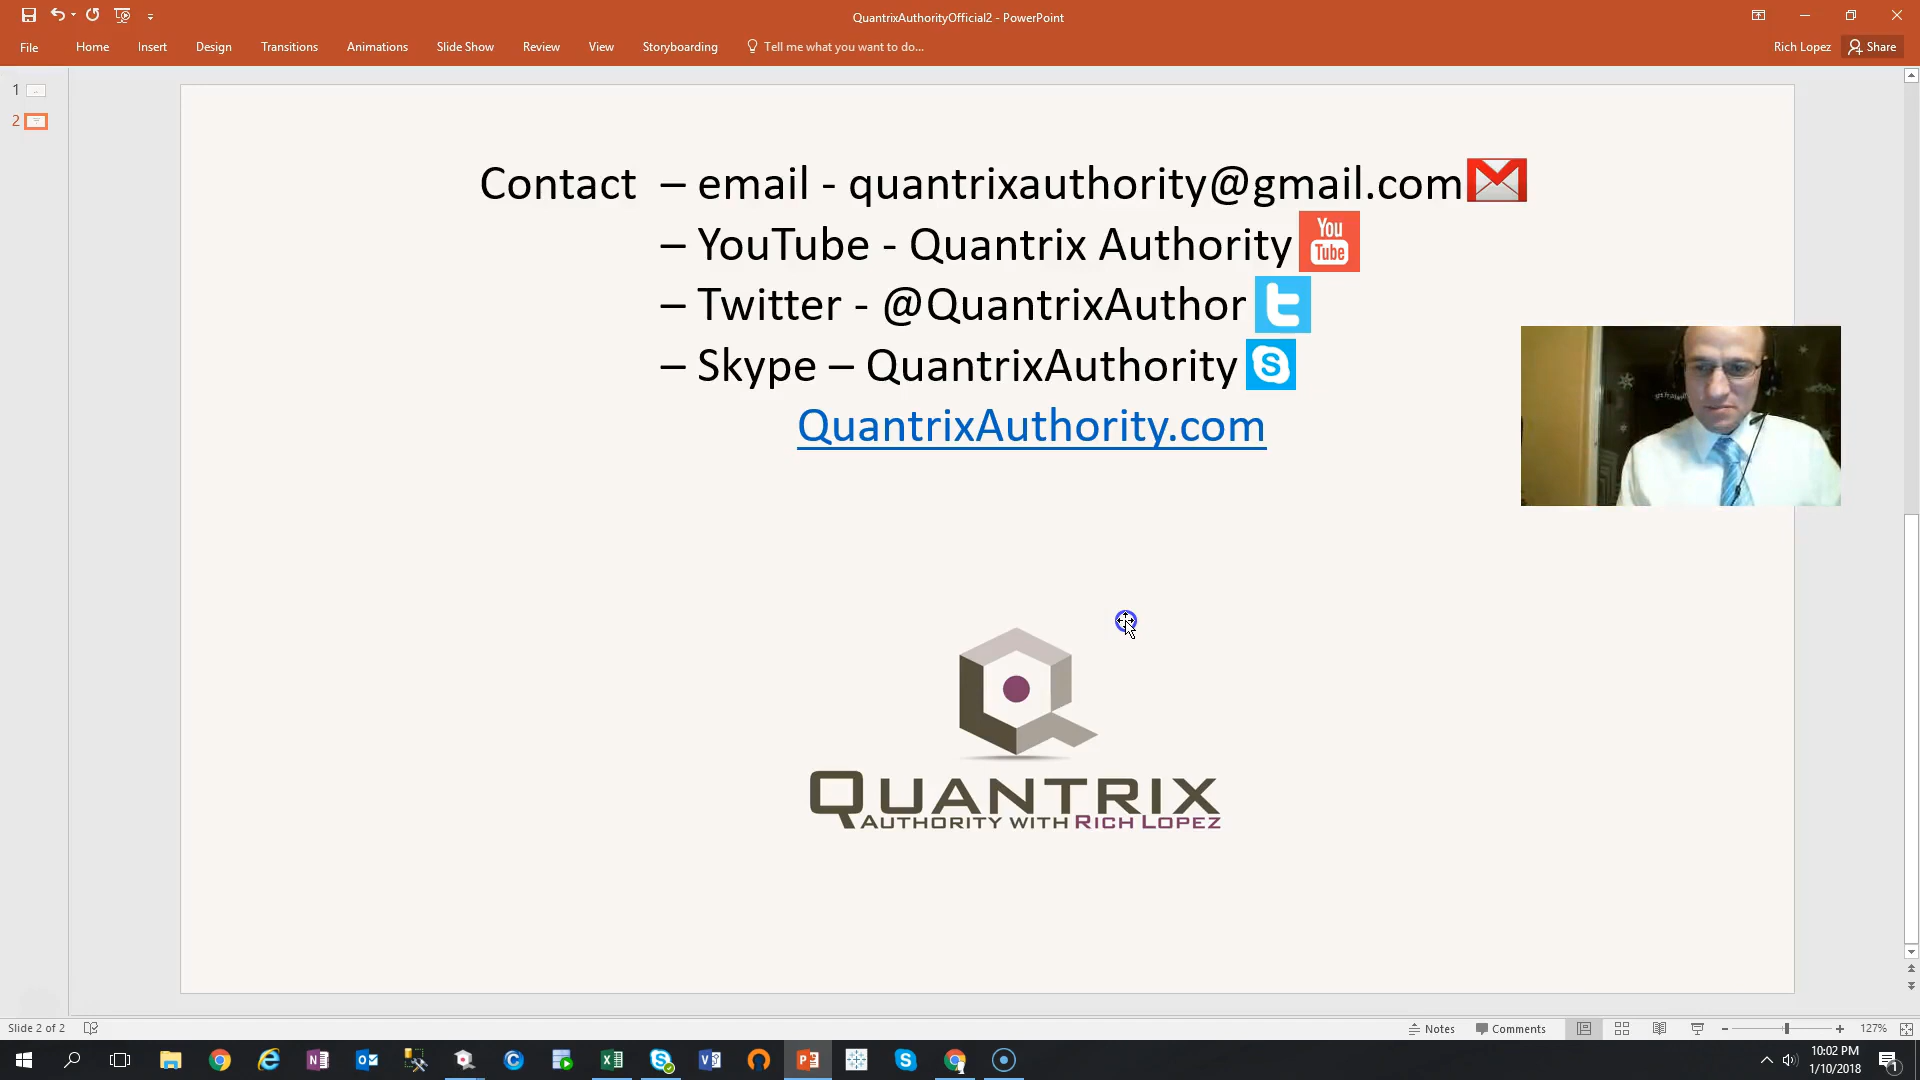 QuantrixAuthorityOfficial2 - PowerPoint
File Home Insert Design Transitions Animations Slide Show Review View Storyboarding Tell me what you want to do... Rich Lopez Share
1
2
Contact – email - quantrixauthority@gmail.com
– YouTube - Quantrix Authority You Tube
– Twitter - @QuantrixAuthor
– Skype – QuantrixAuthority
QuantrixAuthority.com
QUANTRIX
AUTHORITY WITH RICH LOPEZ
Slide 2 of 2 Notes Comments 127%
10:02 PM
1/10/2018